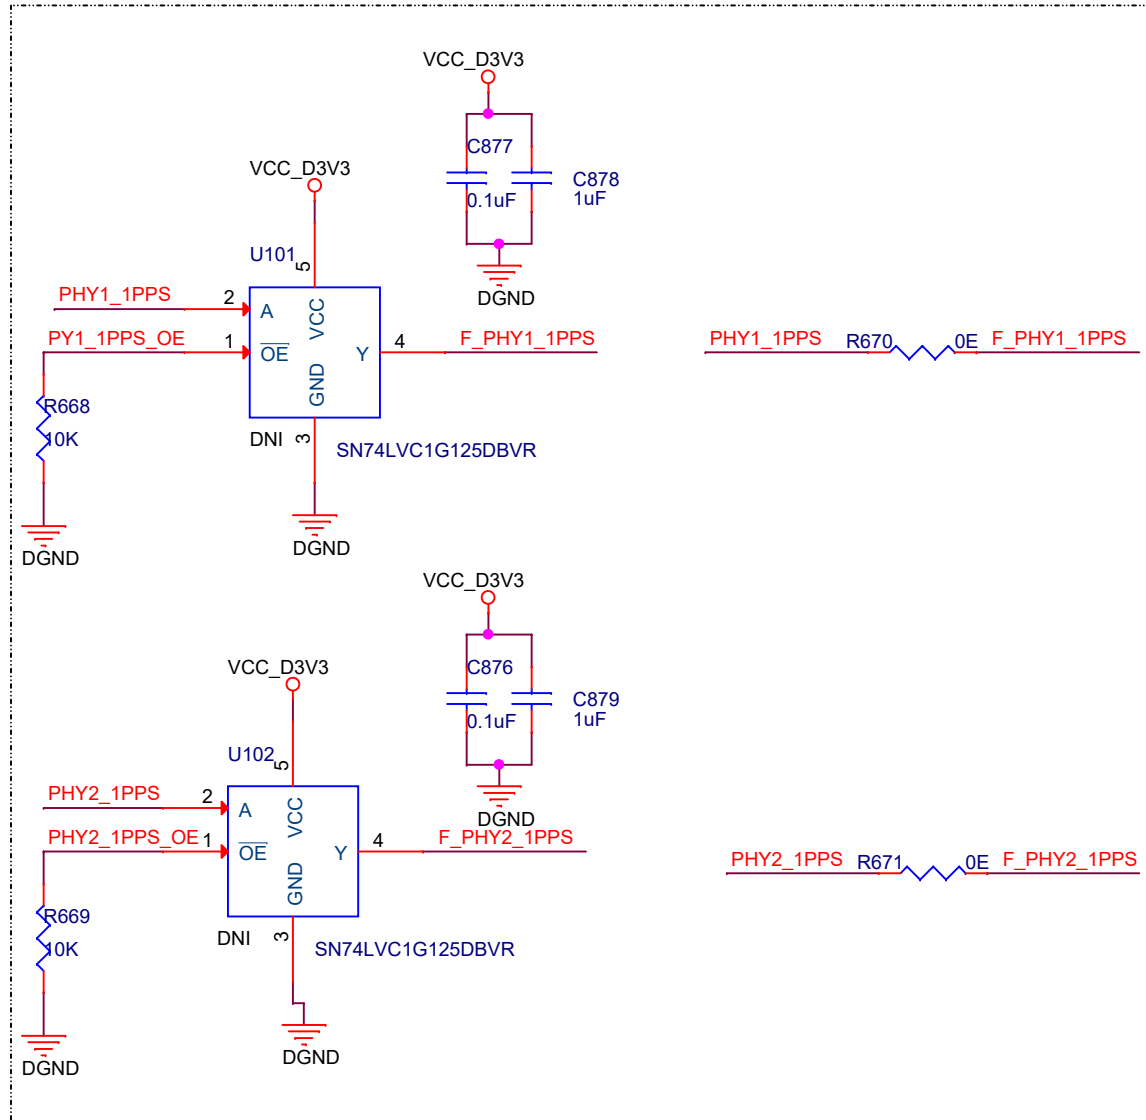 VCC_D3V3
C877
0.1uF
C878
1uF
DGND
VCC_D3V3
U101
5
PHY1_1PPS
2
A
VCC
PY1_1PPS_OE
1
OE
Y
4
F_PHY1_1PPS
GND
R668
10K
DNI
3
SN74LVC1G125DBVR
DGND
DGND
PHY1_1PPS
R670
0E
F_PHY1_1PPS
VCC_D3V3
C876
0.1uF
C879
1uF
DGND
VCC_D3V3
U102
5
PHY2_1PPS
2
A
VCC
PHY2_1PPS_OE
1
OE
Y
4
F_PHY2_1PPS
GND
R669
10K
DNI
3
SN74LVC1G125DBVR
DGND
DGND
PHY2_1PPS
R671
0E
F_PHY2_1PPS